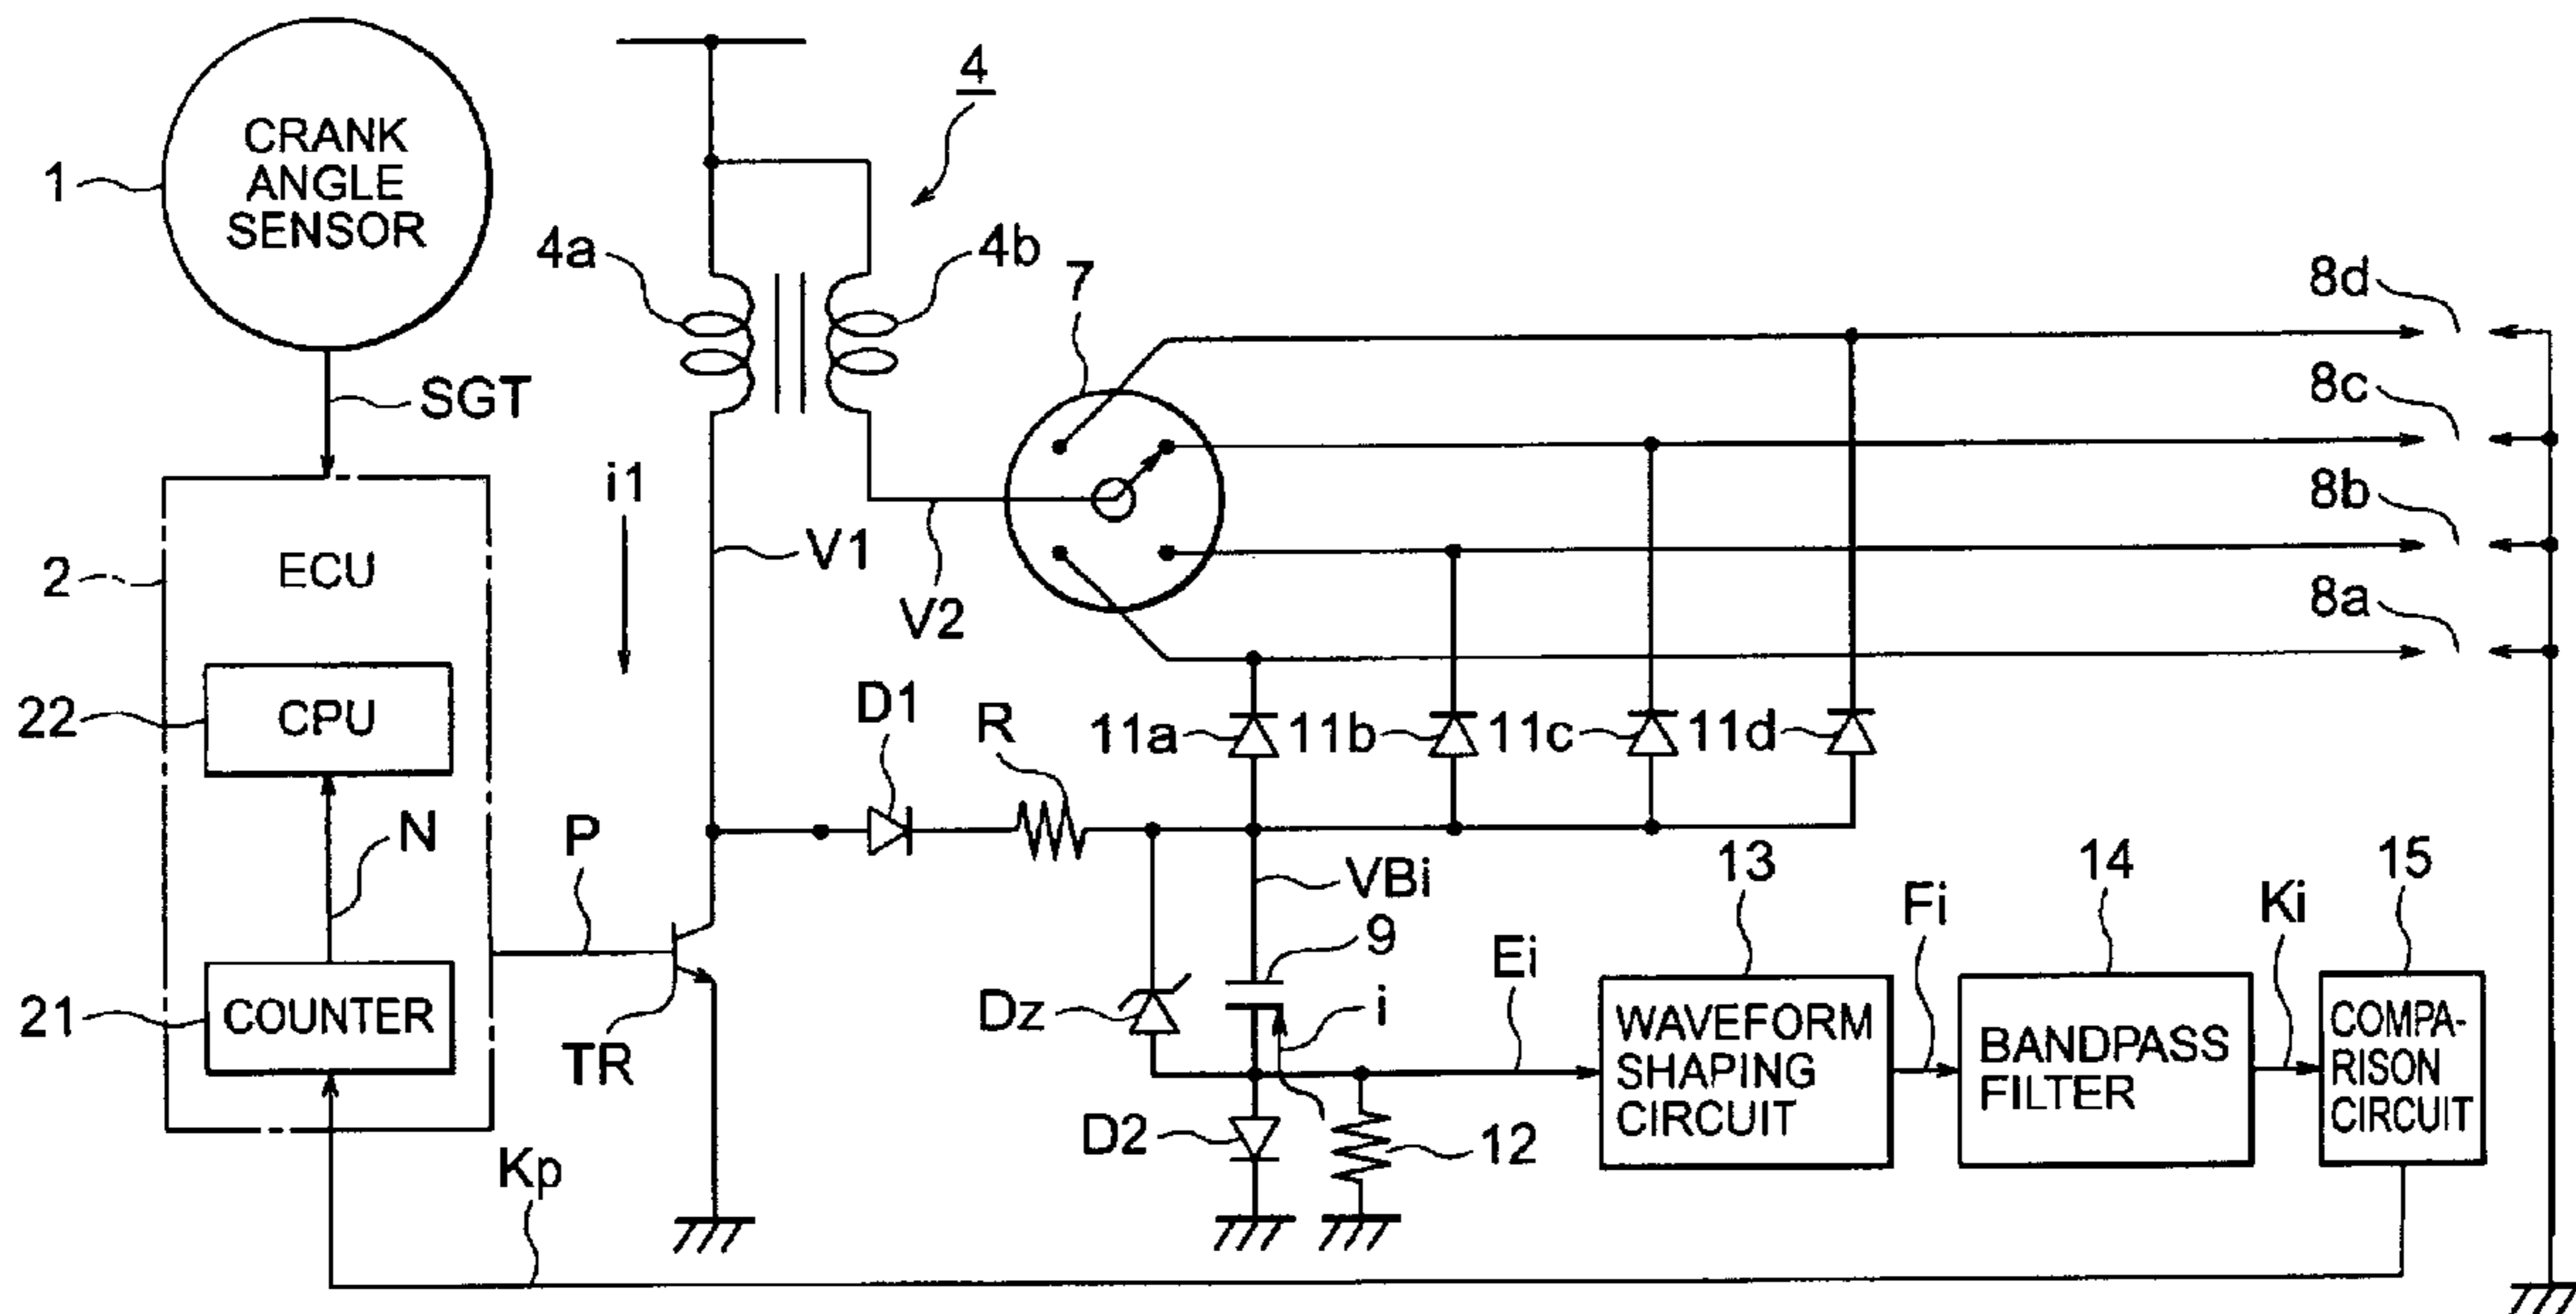 CRANK
ANGLE
SENSOR
1
4
4a
4b
7
8d
8c
8b
8a
SGT
i1
V1
V2
2
ECU
22
CPU
N
21
COUNTER
P
TR
Kp
D1
R
11a
11b
11c
11d
VBi
9
i
Dz
D2
12
Ei
13
WAVEFORM
SHAPING
CIRCUIT
Fi
14
BANDPASS
FILTER
Ki
15
COMPA-
RISON
CIRCUIT